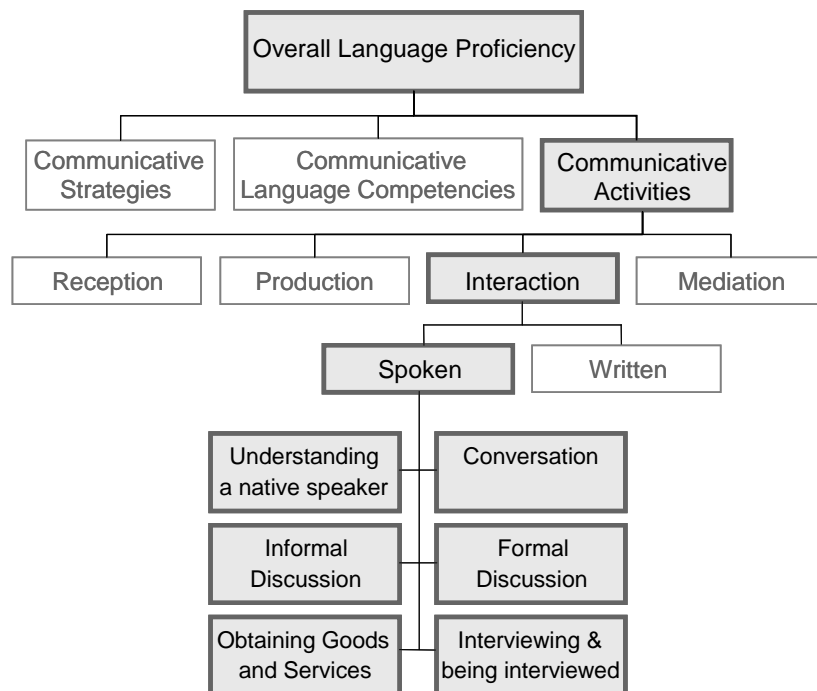 Overall Language Proficiency
Communicative
Strategies
Communicative
Language Competencies
Communicative
Activities
Reception
Production
Interaction
Mediation
Spoken
Written
Understanding
a native speaker
Conversation
Informal
Discussion
Formal
Discussion
Obtaining Goods
and Services
Interviewing &
being interviewed